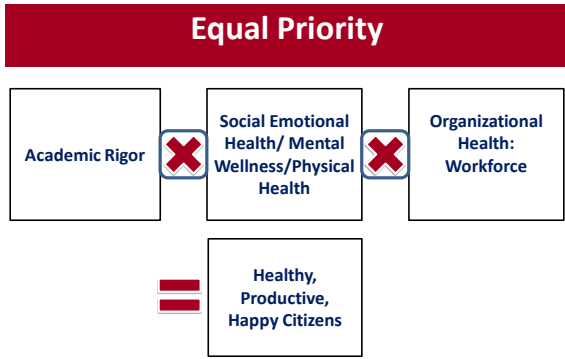 Equal Priority
Academic Rigor
Social Emotional
Health/ Mental
Wellness/Physical
Health
Organizational
Health:
Workforce
Healthy,
Productive,
Happy Citizens